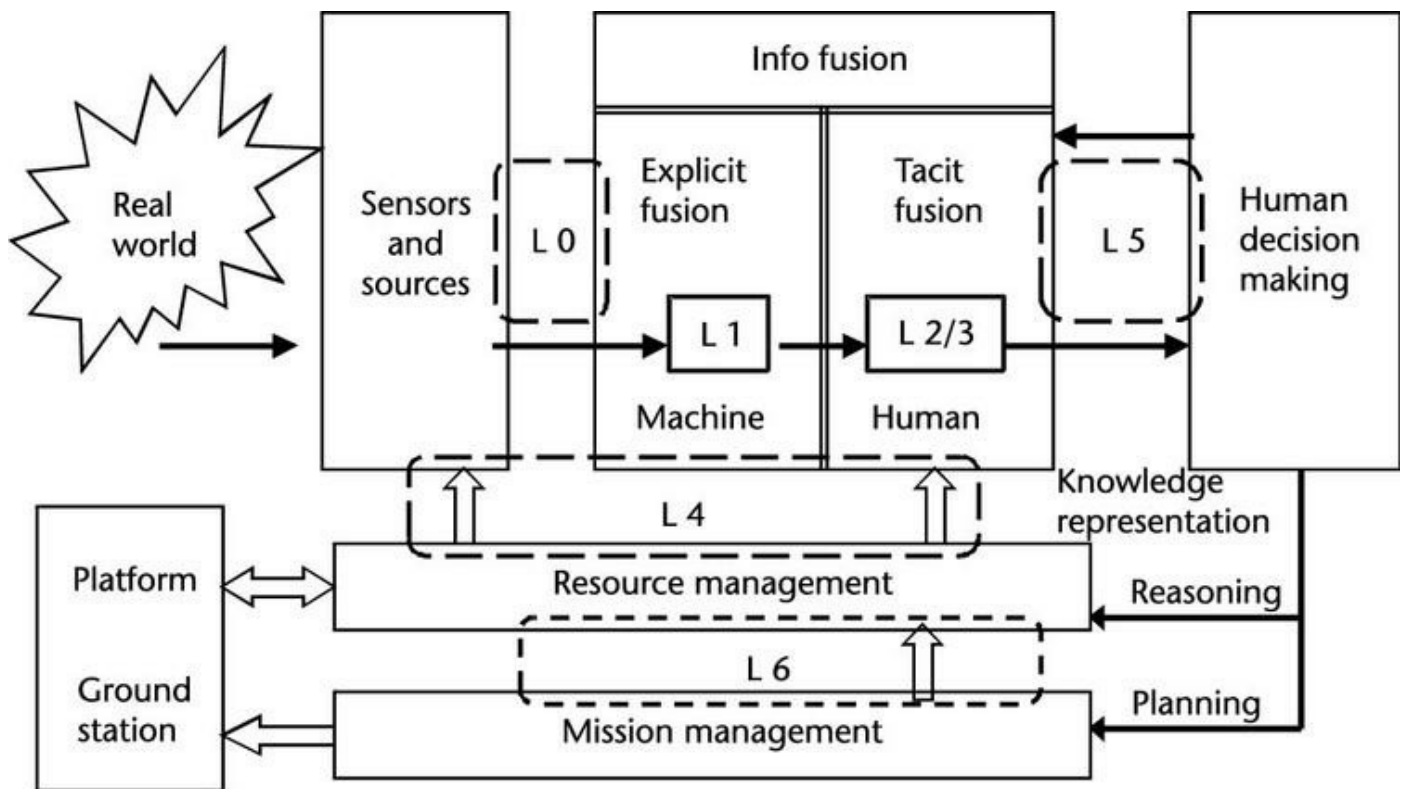 Info fusion
Real
world
Sensors
and
sources
L 0
Explicit
fusion
Tacit
fusion
L 5
Human
decision
making
L 1
L 2/3
Machine
Human
L 4
Knowledge
representation
Platform
Resource management
Reasoning
L 6
Ground
station
Mission management
Planning